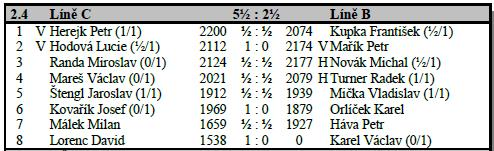 2.4 Líně C 5½ : 2½ Líně B
1 V Herejk Petr (1/1) 2200 ½ : ½ 2074 Kupka František (½/1)
2 V Hodová Lucie (½/1) 2112 1 : 0 2174 V Mařík Petr
3 Randa Miroslav (0/1) 2124 ½ : ½ 2177 H Novák Michal (½/1)
4 Mareš Václav (0/1) 2021 ½ : ½ 2079 H Turner Radek (1/1)
5 Štengl Jaroslav (1/1) 1912 ½ : ½ 1939 Mička Vladislav (1/1)
6 Kovařík Josef (0/1) 1969 1 : 0 1879 Orlíček Karel
7 Málek Milan 1659 ½ : ½ 1927 Háva Petr
8 Lorenc David 1538 1 : 0 0 Karel Václav (0/1)